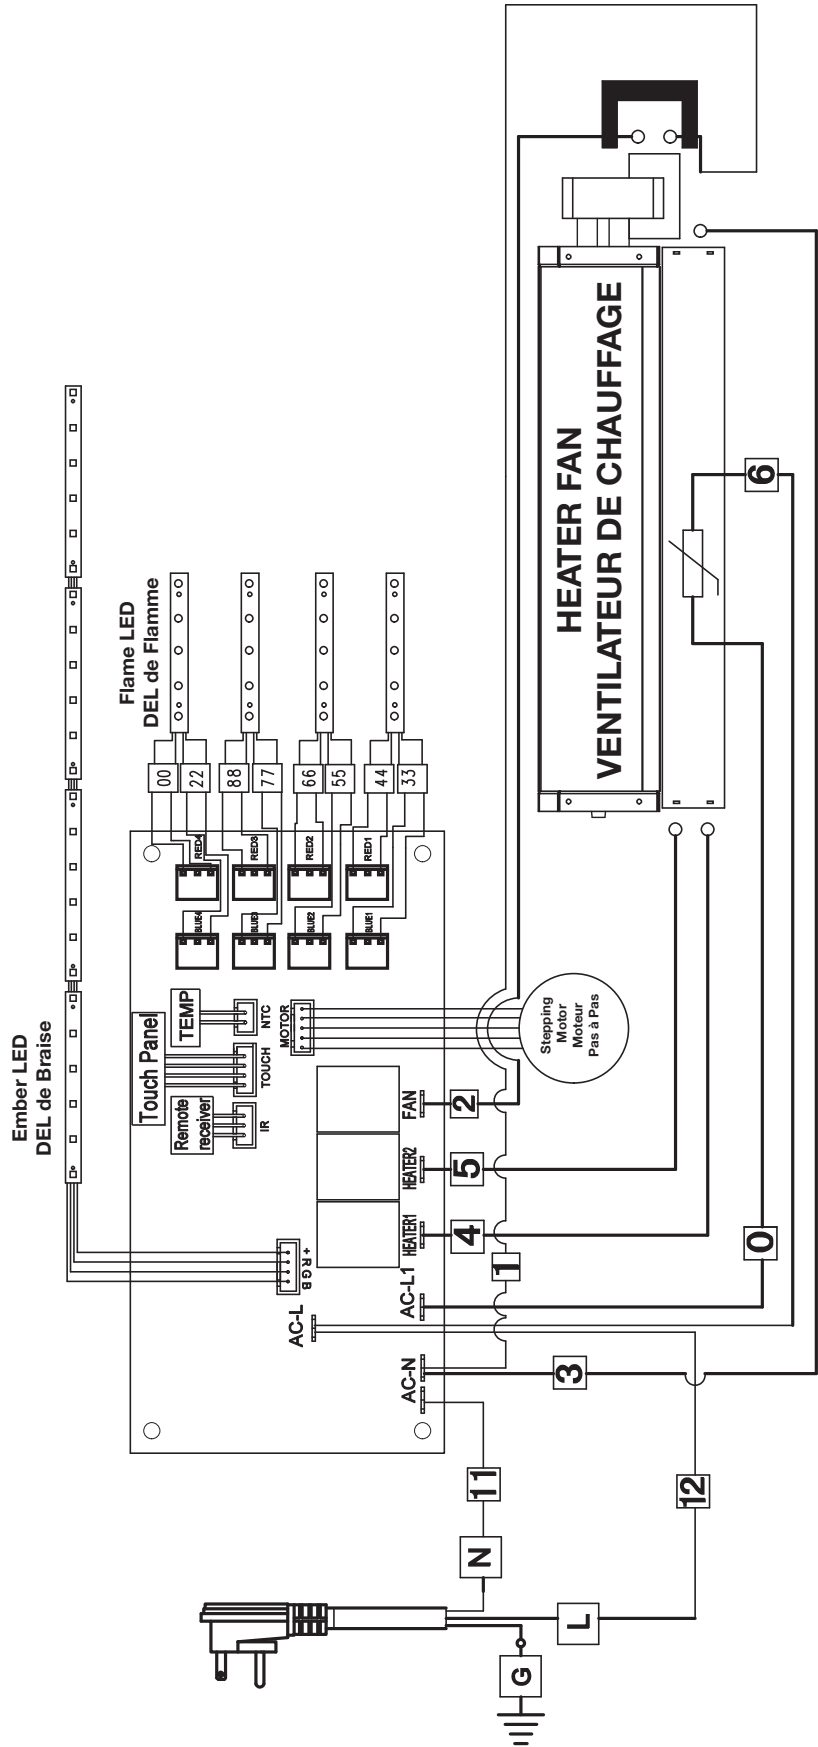 Ember LED
DEL de Braise
Flame LED
DEL de Flamme
Touch Panel
Remote
receiver
TEMP
IR
TOUCH
NTC
MOTOR
BLUE4
RED4
BLUE3
RED3
BLUE2
RED2
BLUE1
RED1
00
22
88
77
66
55
44
33
+ R G B
AC-L
AC-N
AC-L1
HEATER1
HEATER2
FAN
Stepping
Motor
Moteur
Pas à Pas
HEATER FAN
VENTILATEUR DE CHAUFFAGE
G
N
L
11
12
3
1
4
5
2
0
6